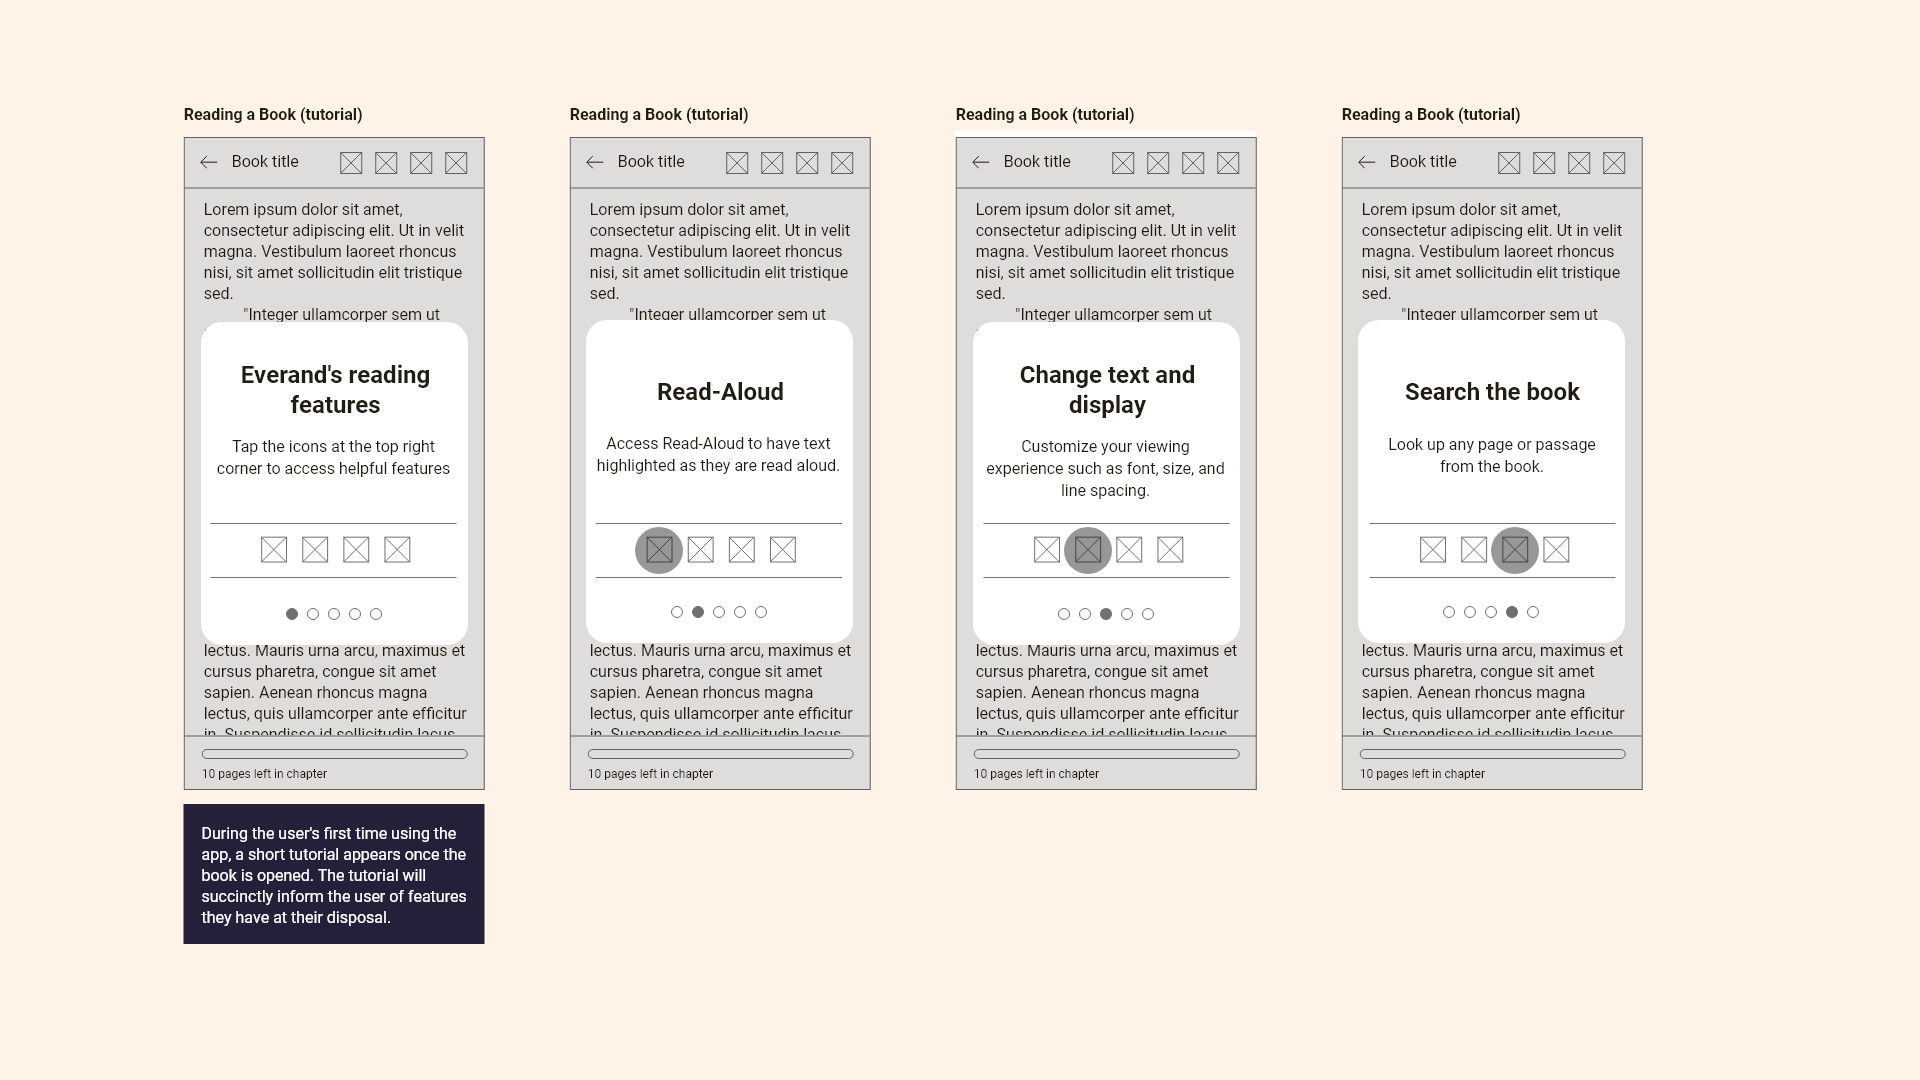 Reading a Book (tutorial)
Book title
Lorem ipsum dolor sit amet,
consectetur adipiscing elit. Ut in velit
magna. Vestibulum laoreet rhoncus
nisi, sit amet sollicitudin elit tristique
sed.
"Integer ullamcorper sem ut
Everand's reading
features
Tap the icons at the top right
corner to access helpful features
lectus. Mauris urna arcu, maximus et
cursus pharetra, congue sit amet
sapien. Aenean rhoncus magna
lectus, quis ullamcorper ante efficitur
in. Suspendisse id sollicitudin lacus
10 pages left in chapter
During the user's first time using the
app, a short tutorial appears once the
book is opened. The tutorial will
succinctly inform the user of features
they have at their disposal.
Reading a Book (tutorial)
Book title
Lorem ipsum dolor sit amet,
consectetur adipiscing elit. Ut in velit
magna. Vestibulum laoreet rhoncus
nisi, sit amet sollicitudin elit tristique
sed.
"Integer ullamcorper sem ut
Read-Aloud
Access Read-Aloud to have text
highlighted as they are read aloud.
lectus. Mauris urna arcu, maximus et
cursus pharetra, congue sit amet
sapien. Aenean rhoncus magna
lectus, quis ullamcorper ante efficitur
in. Suspendisse id sollicitudin lacus
10 pages left in chapter
Reading a Book (tutorial)
Book title
Lorem ipsum dolor sit amet,
consectetur adipiscing elit. Ut in velit
magna. Vestibulum laoreet rhoncus
nisi, sit amet sollicitudin elit tristique
sed.
"Integer ullamcorper sem ut
Change text and
display
Customize your viewing
experience such as font, size, and
line spacing.
lectus. Mauris urna arcu, maximus et
cursus pharetra, congue sit amet
sapien. Aenean rhoncus magna
lectus, quis ullamcorper ante efficitur
in. Suspendisse id sollicitudin lacus
10 pages left in chapter
Reading a Book (tutorial)
Book title
Lorem ipsum dolor sit amet,
consectetur adipiscing elit. Ut in velit
magna. Vestibulum laoreet rhoncus
nisi, sit amet sollicitudin elit tristique
sed.
"Integer ullamcorper sem ut
Search the book
Look up any page or passage
from the book.
lectus. Mauris urna arcu, maximus et
cursus pharetra, congue sit amet
sapien. Aenean rhoncus magna
lectus, quis ullamcorper ante efficitur
in. Suspendisse id sollicitudin lacus
10 pages left in chapter